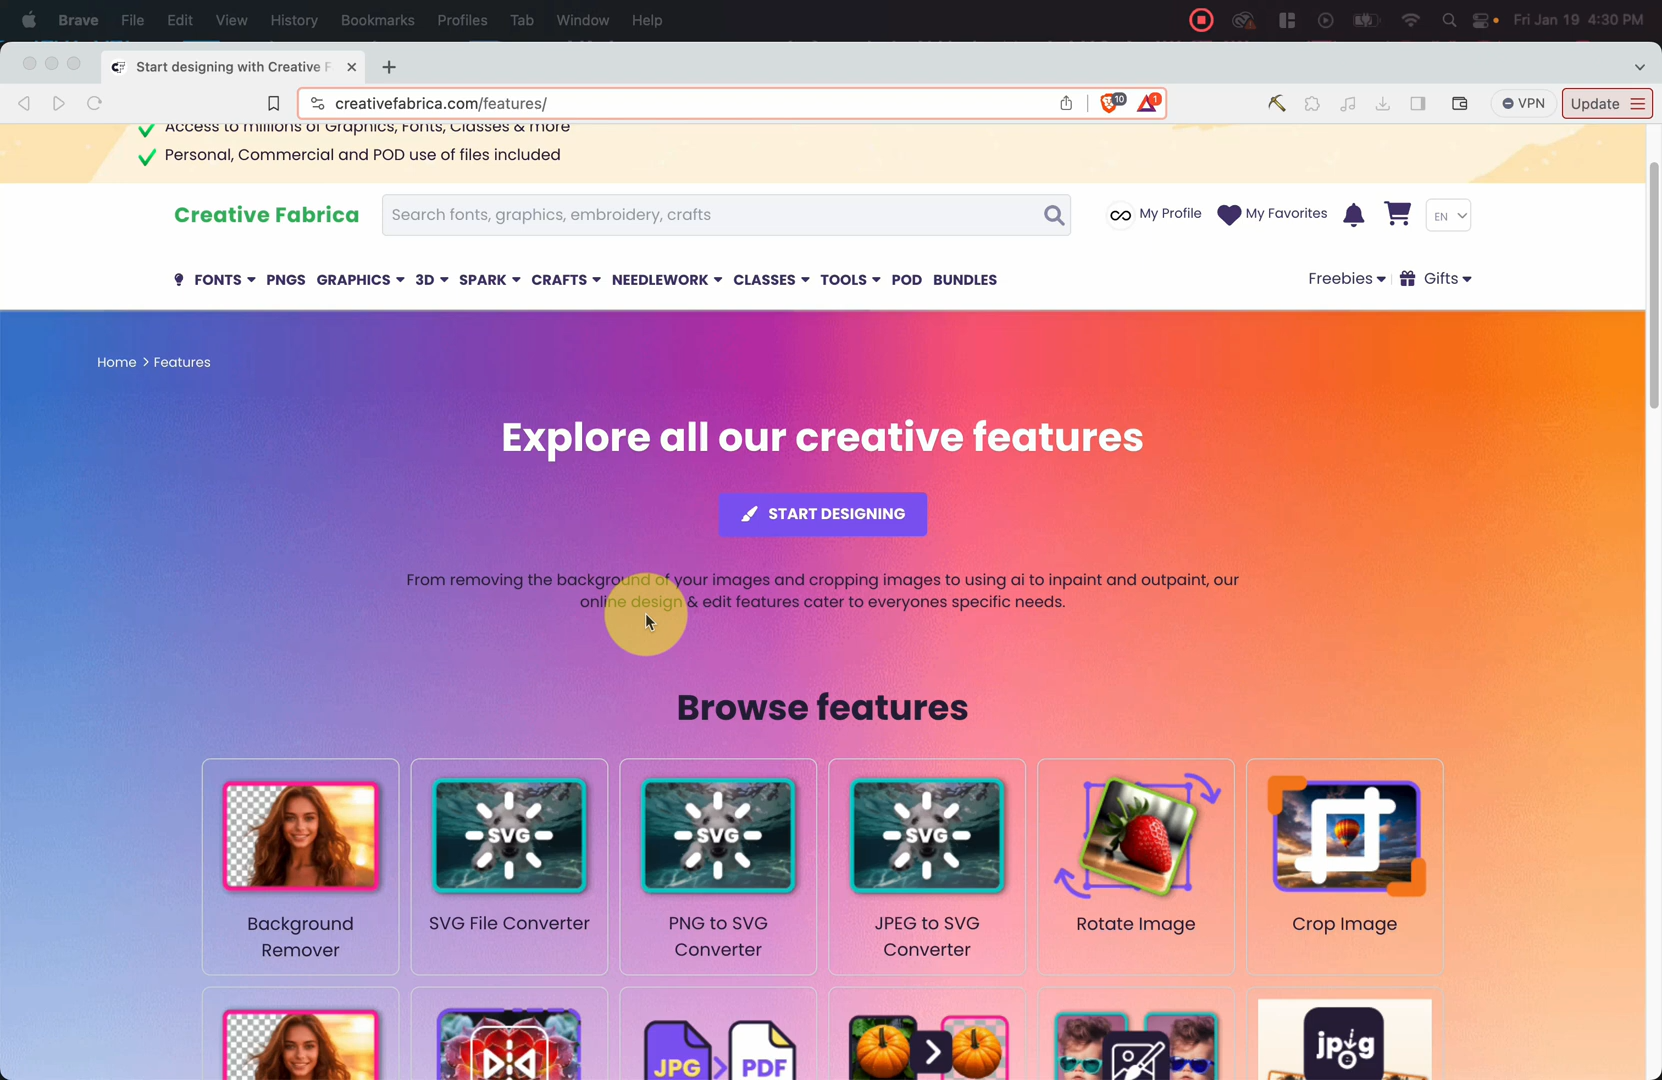 Brave File Edit View History Bookmarks Profiles Tab Window Help Fri Jan 19 4:30 PM
Start designing with Creative F
creativefabrica.com/features/ 10 1 VPN Update
Access to millions of Graphics, Fonts, Classes & more
Personal, Commercial and POD use of files included
Creative Fabrica Search fonts, graphics, embroidery, crafts My Profile My Favorites EN
FONTS PNGS GRAPHICS 3D SPARK CRAFTS NEEDLEWORK CLASSES TOOLS POD BUNDLES Freebies Gifts
Home > Features
Explore all our creative features
START DESIGNING
From removing the background of your images and cropping images to using ai to inpaint and outpaint, our
online design & edit features cater to everyones specific needs.
Browse features
SVG SVG SVG
Background
Remover
SVG File Converter
PNG to SVG
Converter
JPEG to SVG
Converter
Rotate Image
Crop Image
JPG PDF